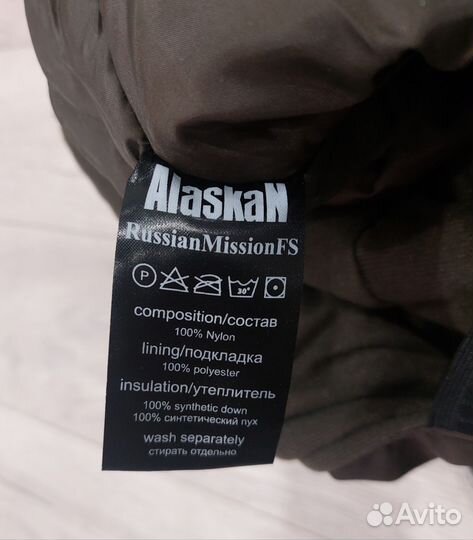 AlaskaN
RussianMissionFS
P 30°
composition/состав
100% Nylon
lining/подкладка
100% polyester
insulation/утеплитель
100% synthetic down
100% синтетический пух
wash separately
стирать отдельно
Avito